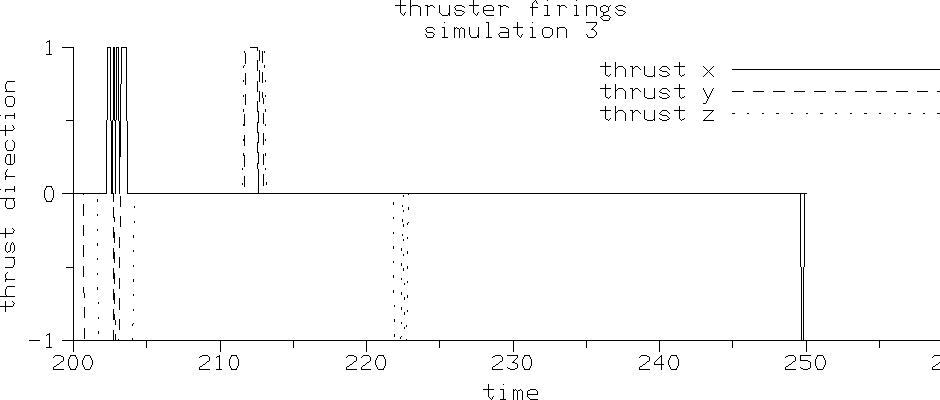 thruster firings
simulation 3
thrust x
thrust y
thrust z
thrust direction
1
0
-1
200
210
220
230
240
250
2
time